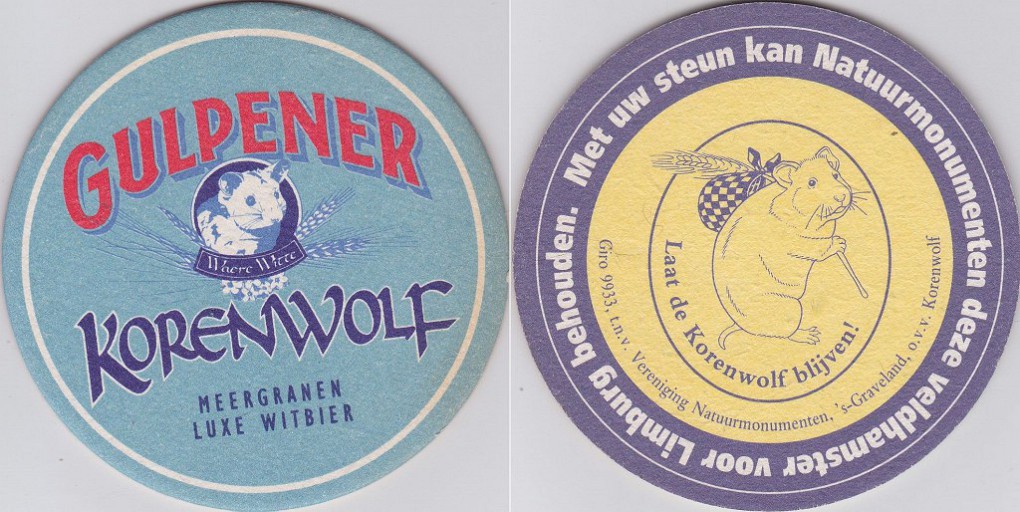 GULPENER
Waere Witte
KORENWOLF
MEERGRANEN
LUXE WITBIER
Met uw steun kan Natuurmonumenten deze veldhamster voor Limburg behouden.
Laat de Korenwolf blijven!
Giro 9933, t.n.v. Vereniging Natuurmonumenten, 's-Graveland, o.v.v. Korenwolf